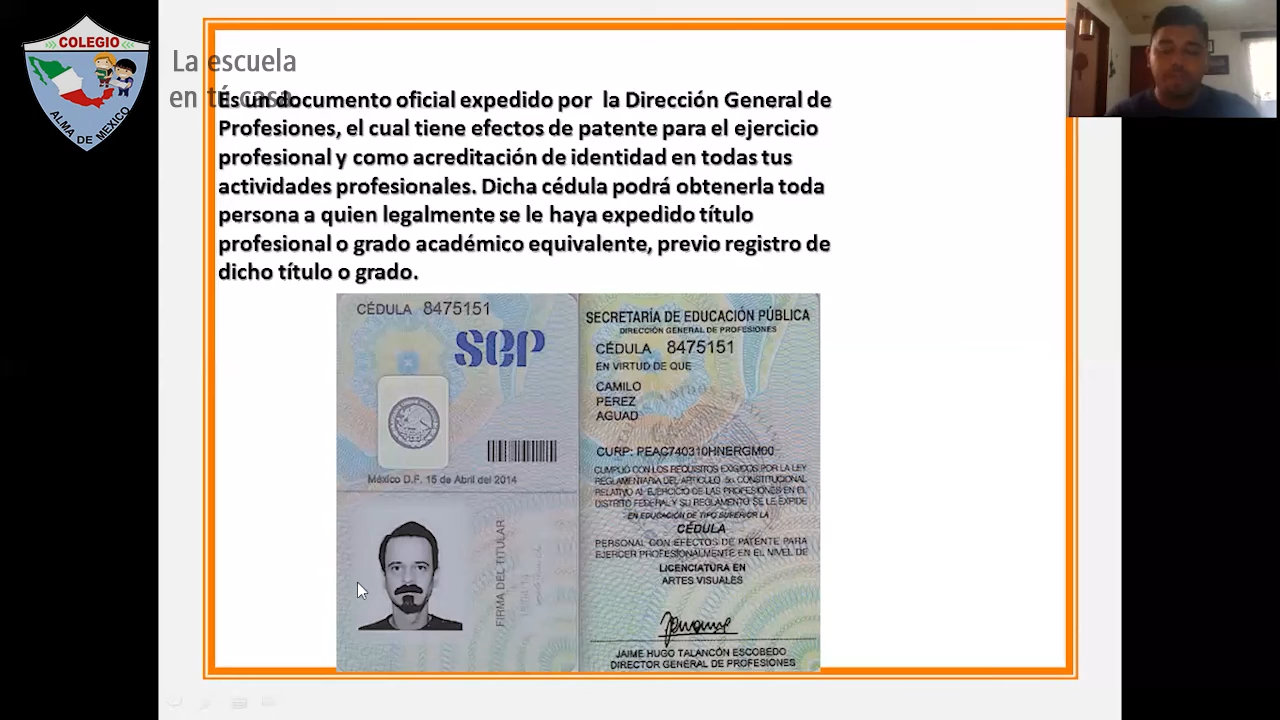 COLEGIO
ALMA DE MEXICO
La escuela
en tú casa
Es un documento oficial expedido por la Dirección General de
Profesiones, el cual tiene efectos de patente para el ejercicio
profesional y como acreditación de identidad en todas tus
actividades profesionales. Dicha cédula podrá obtenerla toda
persona a quien legalmente se le haya expedido título
profesional o grado académico equivalente, previo registro de
dicho título o grado.
CÉDULA 8475151
sep
México D.F. 15 de Abril del 2014
FIRMA DEL TITULAR
SECRETARÍA DE EDUCACIÓN PÚBLICA
DIRECCIÓN GENERAL DE PROFESIONES
CÉDULA 8475151
EN VIRTUD DE QUE
CAMILO
PEREZ
AGUAD
CURP: PEAC740310HNERGM00
CUMPLIO CON LOS REQUISITOS EXIGIDOS POR LA LEY
REGLAMENTARIA DEL ARTICULO 5o. CONSTITUCIONAL
RELATIVO AL EJERCICIO DE LAS PROFESIONES EN EL
DISTRITO FEDERAL Y SU REGLAMENTO SE LE EXPIDE
EN EDUCACIÓN DE TIPO SUPERIOR LA
CÉDULA
PERSONAL CON EFECTOS DE PATENTE PARA
EJERCER PROFESIONALMENTE EN EL NIVEL DE
LICENCIATURA EN
ARTES VISUALES
JAIME HUGO TALANCÓN ESCOBEDO
DIRECTOR GENERAL DE PROFESIONES